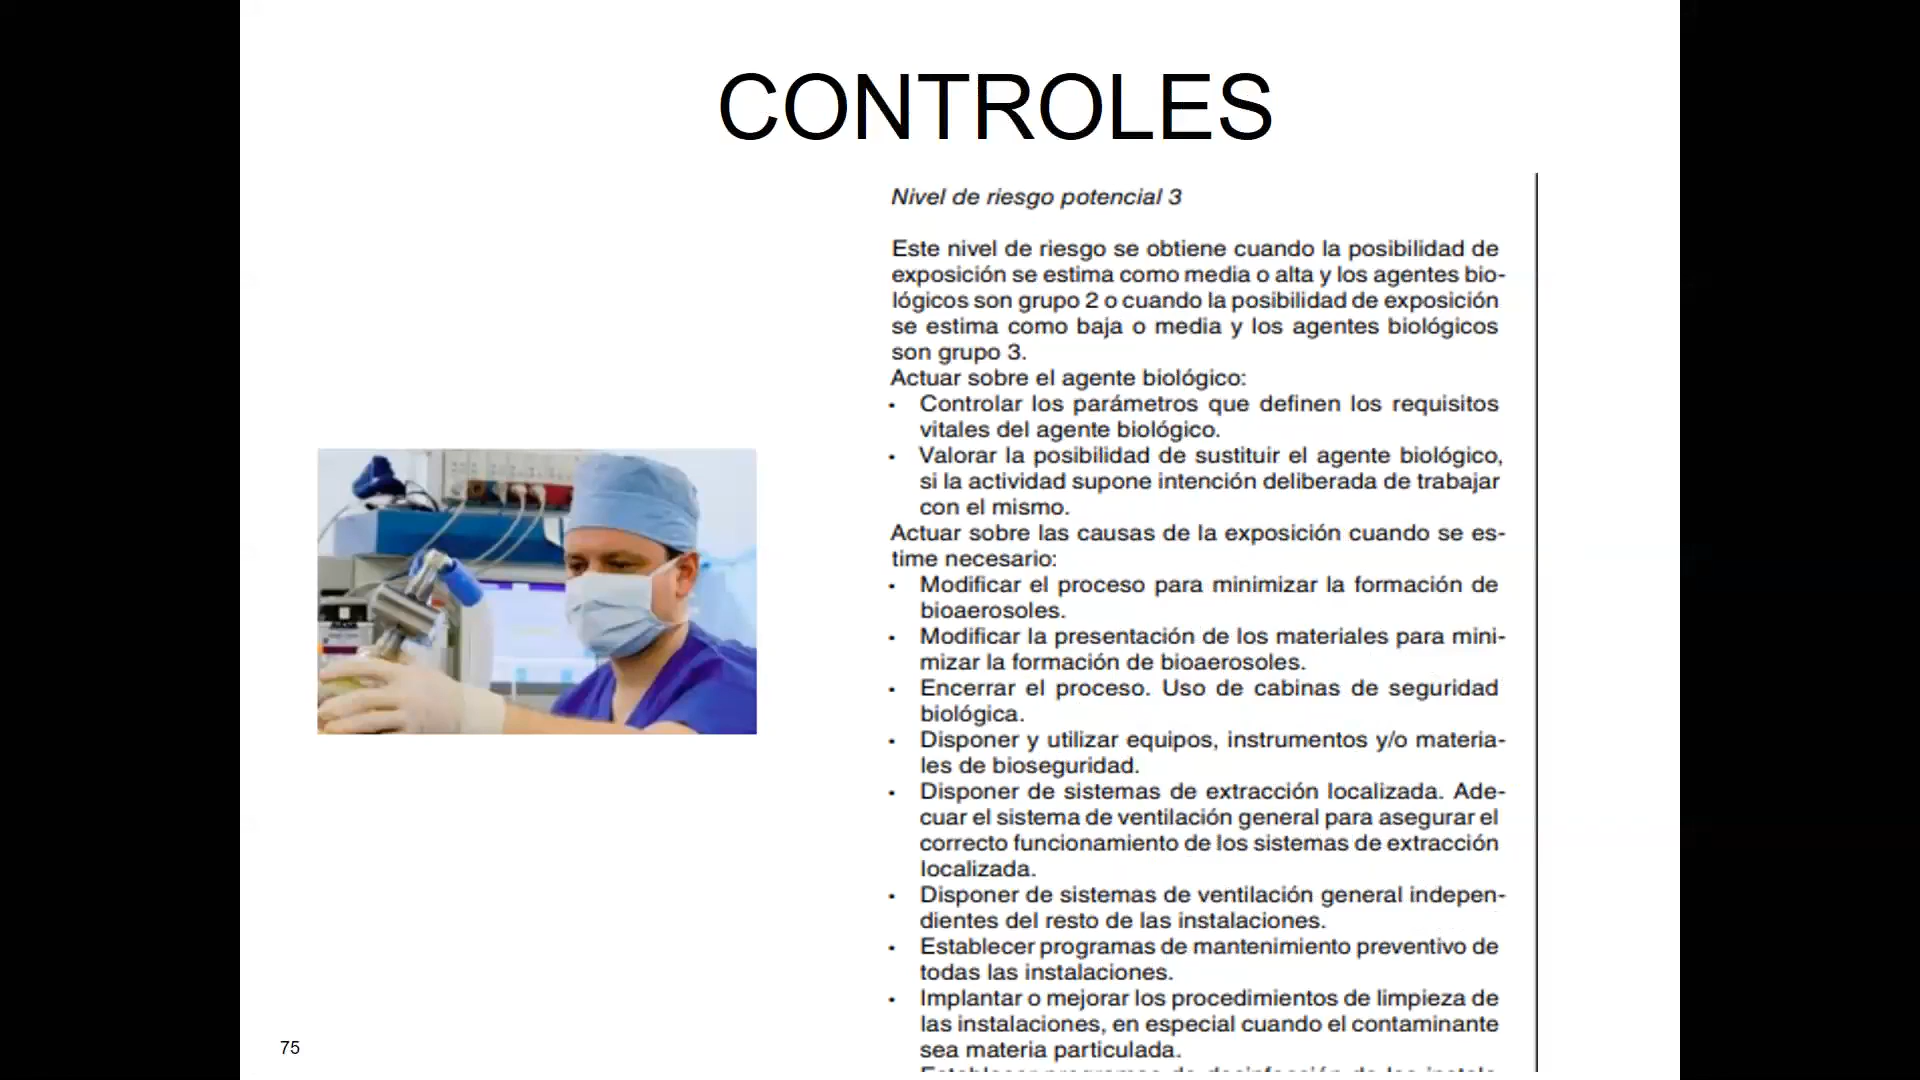 CONTROLES
Nivel de riesgo potencial 3
Este nivel de riesgo se obtiene cuando la posibilidad de
exposición se estima como media o alta y los agentes bio-
lógicos son grupo 2 o cuando la posibilidad de exposición
se estima como baja o media y los agentes biológicos
son grupo 3.
Actuar sobre el agente biológico:
• Controlar los parámetros que definen los requisitos
vitales del agente biológico.
• Valorar la posibilidad de sustituir el agente biológico,
si la actividad supone intención deliberada de trabajar
con el mismo.
Actuar sobre las causas de la exposición cuando se es-
time necesario:
• Modificar el proceso para minimizar la formación de
bioaerosoles.
• Modificar la presentación de los materiales para mini-
mizar la formación de bioaerosoles.
• Encerrar el proceso. Uso de cabinas de seguridad
biológica.
• Disponer y utilizar equipos, instrumentos y/o materia-
les de bioseguridad.
• Disponer de sistemas de extracción localizada. Ade-
cuar el sistema de ventilación general para asegurar el
correcto funcionamiento de los sistemas de extracción
localizada.
• Disponer de sistemas de ventilación general indepen-
dientes del resto de las instalaciones.
• Establecer programas de mantenimiento preventivo de
todas las instalaciones.
• Implantar o mejorar los procedimientos de limpieza de
las instalaciones, en especial cuando el contaminante
sea materia particulada.
75